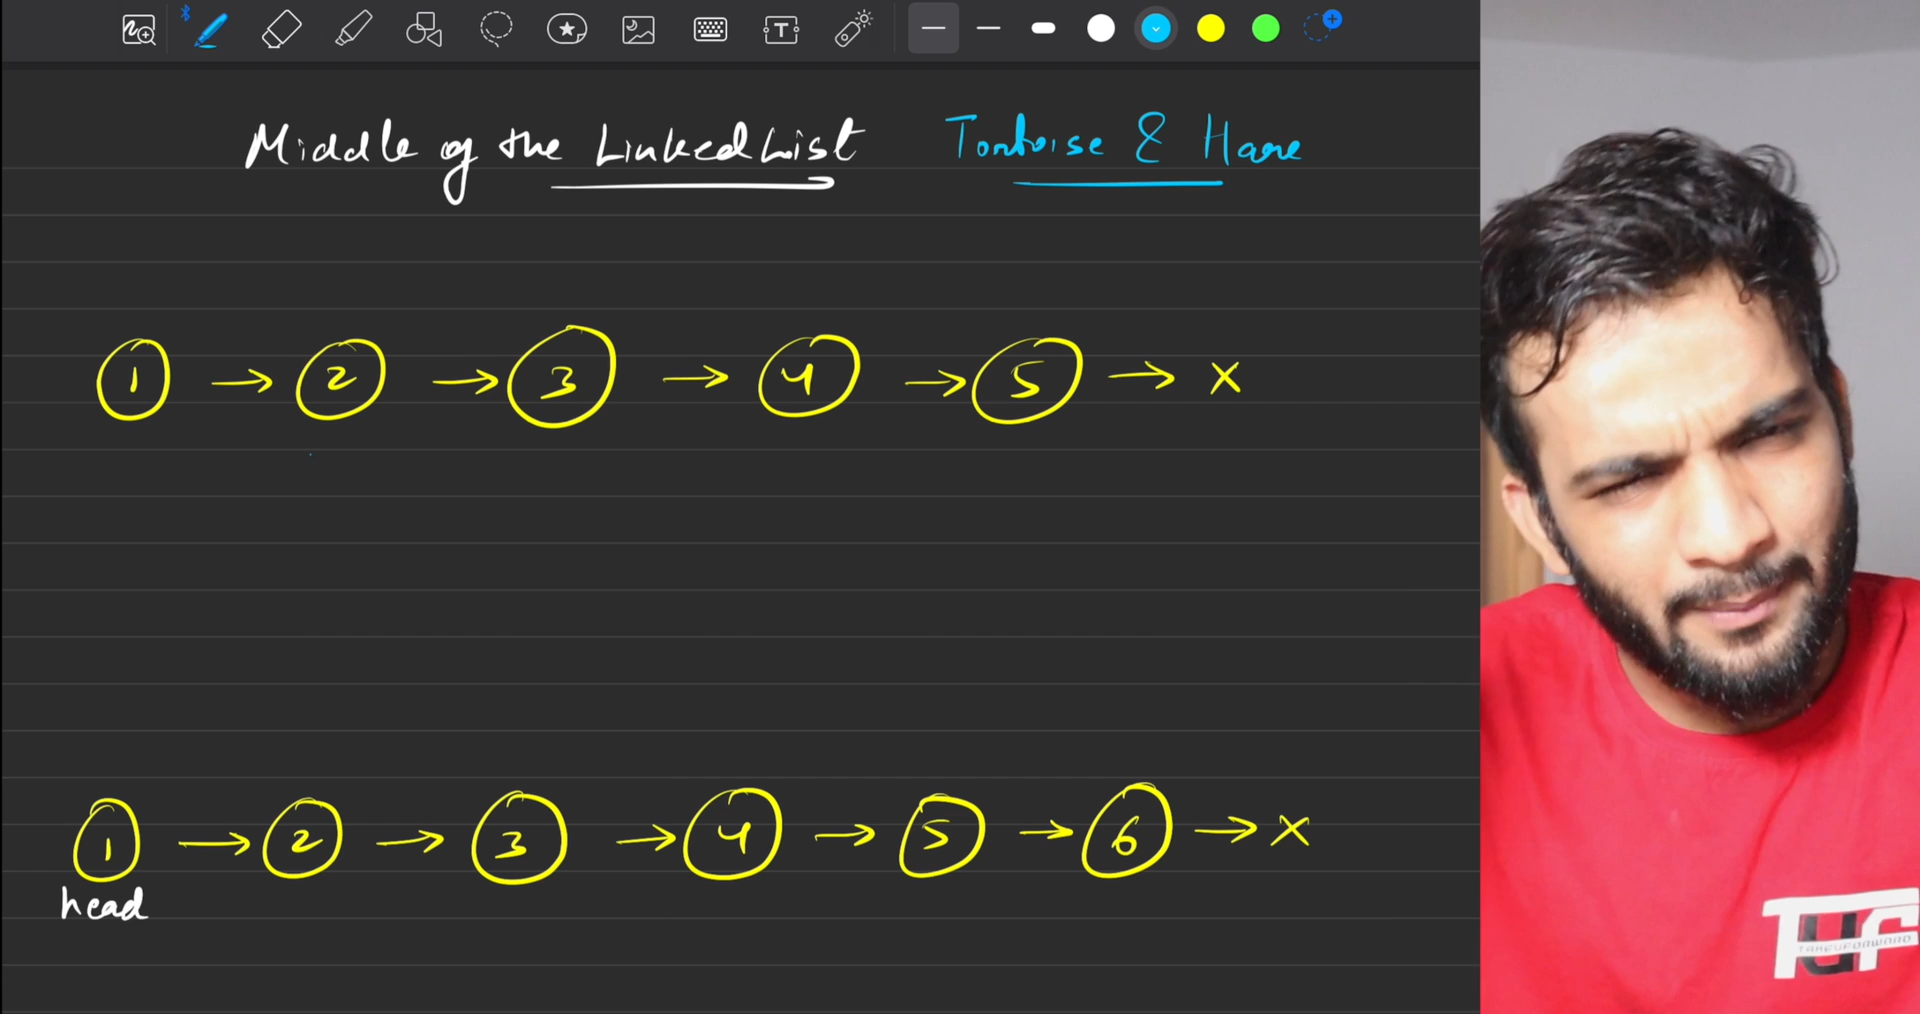 Middle of the LinkedList Tortoise & Hare
1 → 2 → 3 → 4 → 5 → X
1 → 2 → 3 → 4 → 5 → 6 → X
head
TUF
TAKEUFORWARD